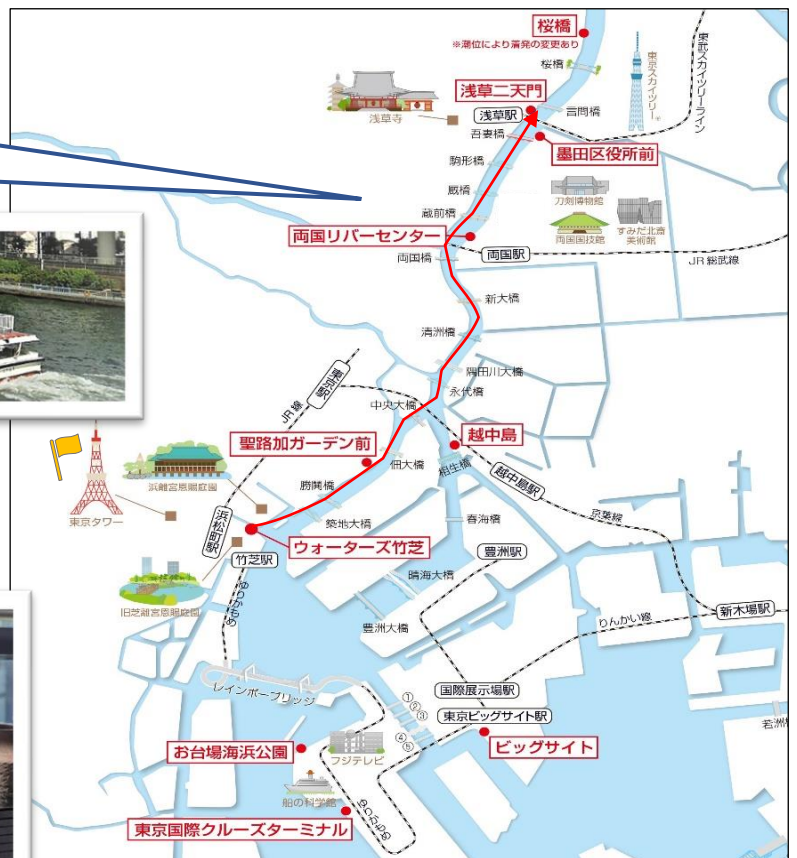 桜橋
※潮位により着発の変更あり
桜橋
東京スカイツリー®
東武スカイツリーライン
浅草二天門
浅草寺
浅草駅
言問橋
吾妻橋
墨田区役所前
駒形橋
厩橋
刀剣博物館
蔵前橋
両国リバーセンター
両国国技館
すみだ北斎
美術館
両国橋
両国駅
JR 総武線
新大橋
清洲橋
隅田川大橋
東京駅
永代橋
JR線
中央大橋
聖路加ガーデン前
越中島
佃大橋
相生橋
越中島駅
浜離宮恩賜庭園
東京タワー
勝鬨橋
京葉線
浜松町駅
築地大橋
春海橋
ウォーターズ竹芝
豊洲駅
竹芝駅
晴海大橋
旧芝離宮恩賜庭園
ゆりかもめ
豊洲大橋
りんかい線
新木場駅
レインボーブリッジ
国際展示場駅
①
②
③
東京ビッグサイト駅
④
⑤
若洲
お台場海浜公園
フジテレビ
ビッグサイト
船の科学館
ゆりかもめ
東京国際クルーズターミナル